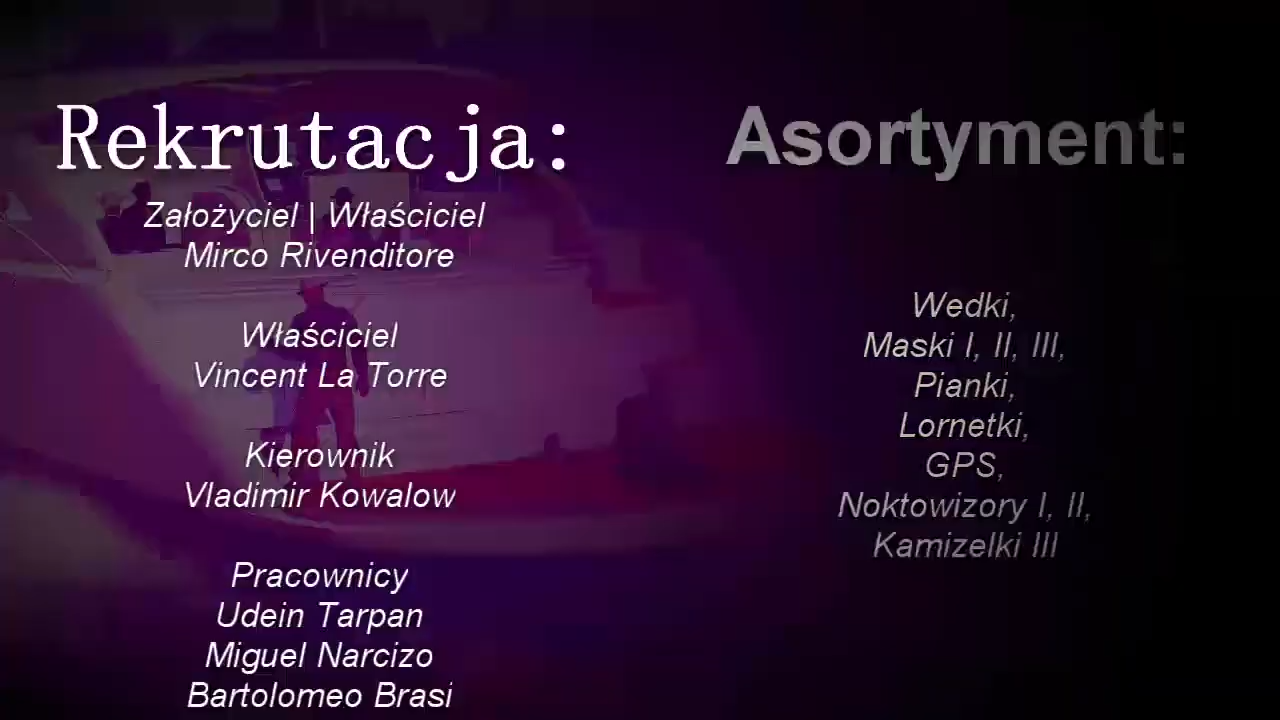 Rekrutacja:
Założyciel | Właściciel
Mirco Rivenditore
Właściciel
Vincent La Torre
Kierownik
Vladimir Kowalow
Pracownicy
Udein Tarpan
Miguel Narcizo
Bartolomeo Brasi
Asortyment:
Wedki,
Maski I, II, III,
Pianki,
Lornetki,
GPS,
Noktowizory I, II,
Kamizelki III